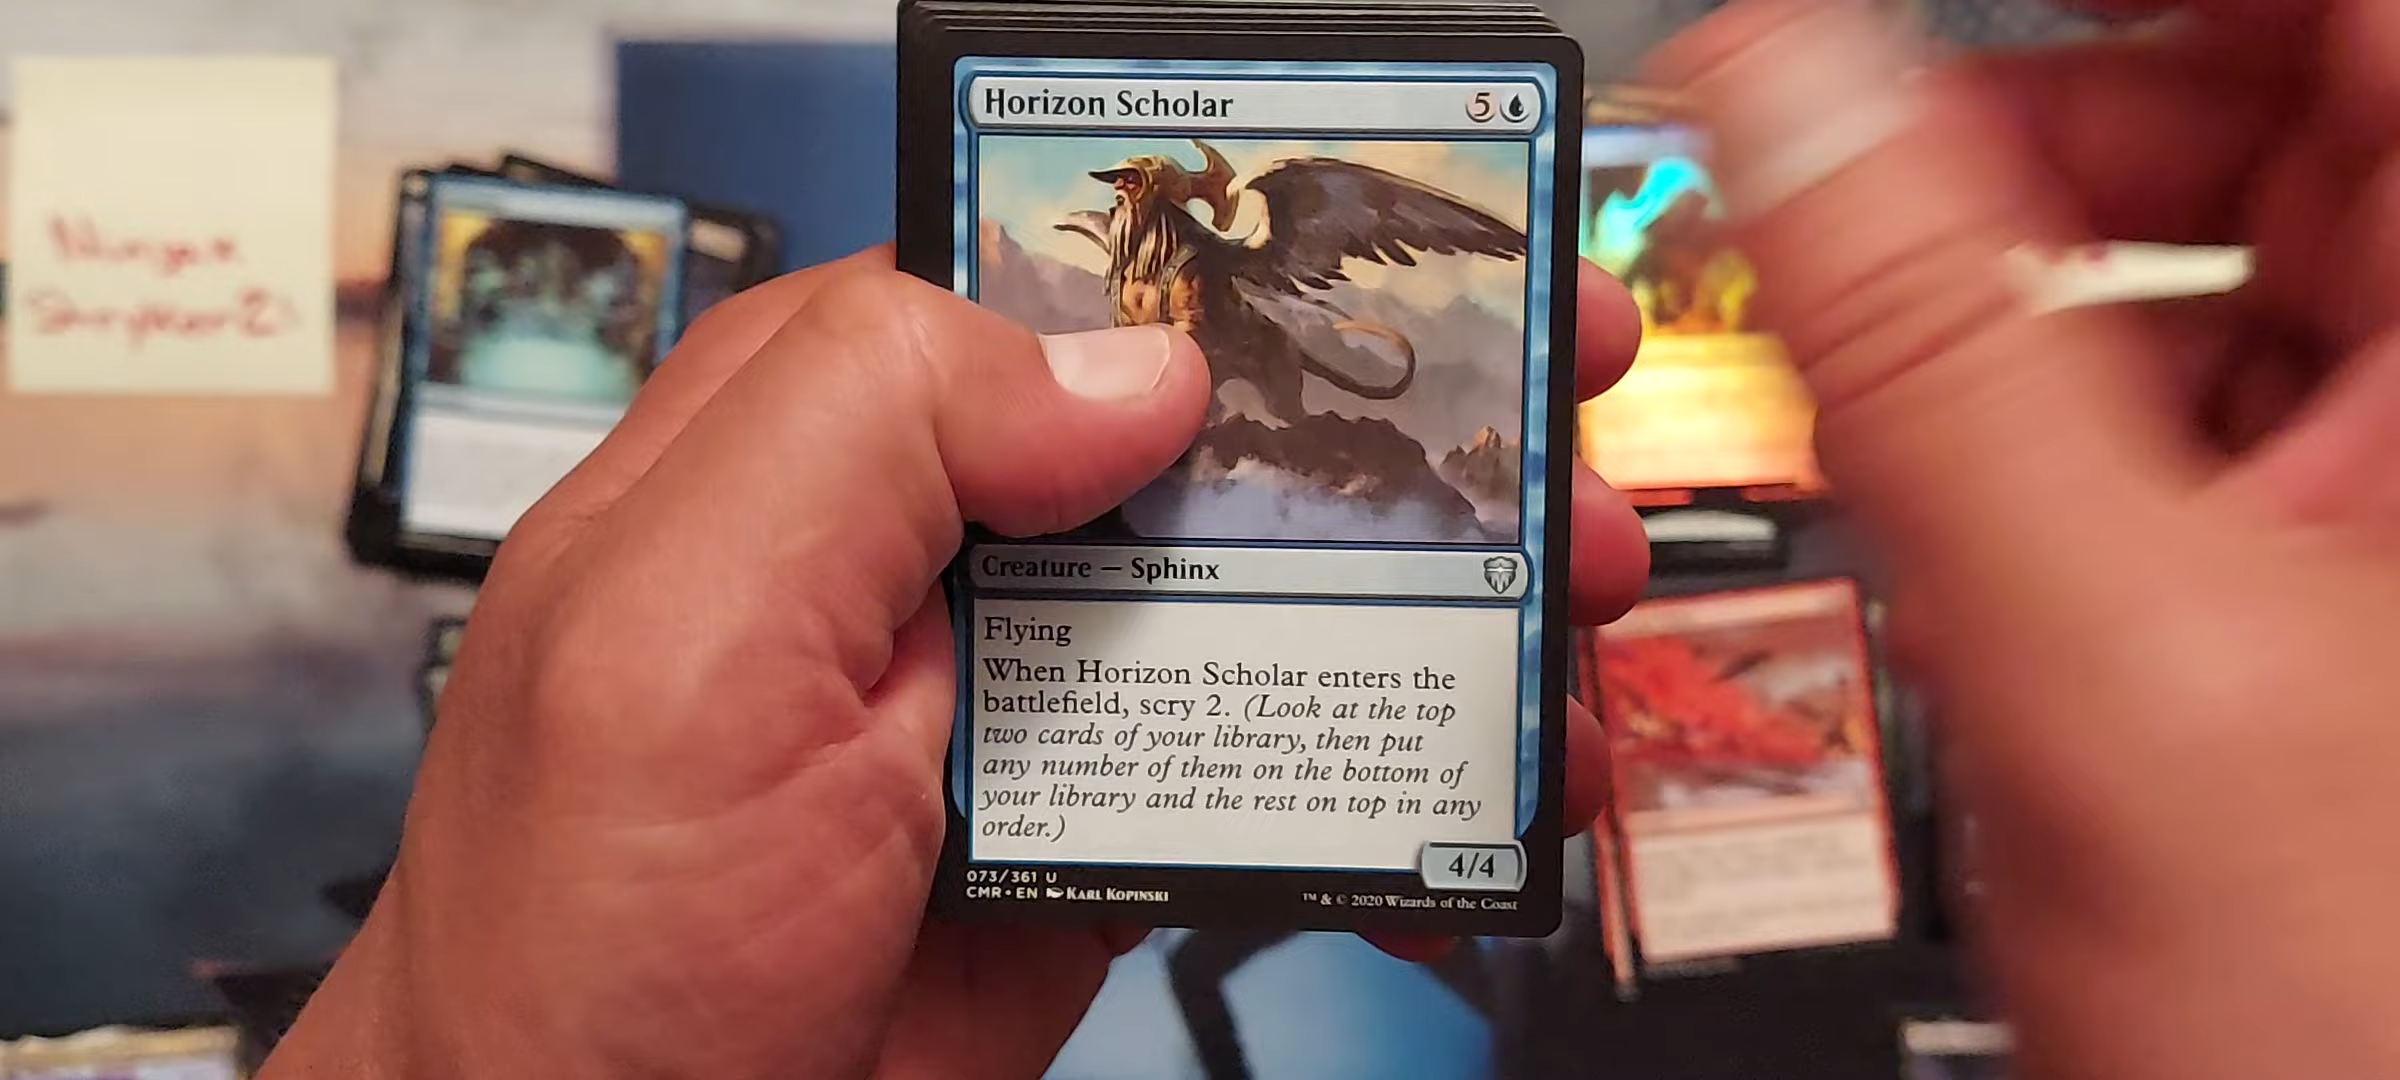 Horizon Scholar 5
Creature — Sphinx
Flying
When Horizon Scholar enters the
battlefield, scry 2. (Look at the top
two cards of your library, then put
any number of them on the bottom of
your library and the rest on top in any
order.)
4/4
073/361 U
CMR • EN Karl Kopinski
™ & © 2020 Wizards of the Coast